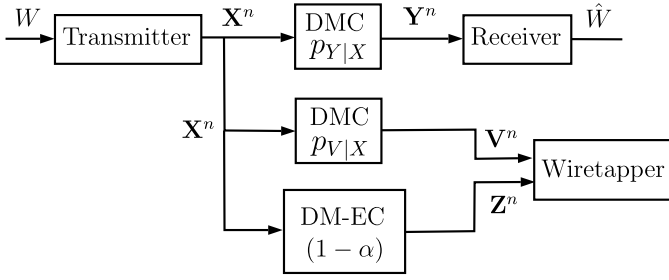 W
Transmitter
X^n
DMC
p_{Y|X}
Y^n
Receiver
Ŵ
X^n
DMC
p_{V|X}
V^n
Wiretapper
Z^n
DM-EC
(1 − α)